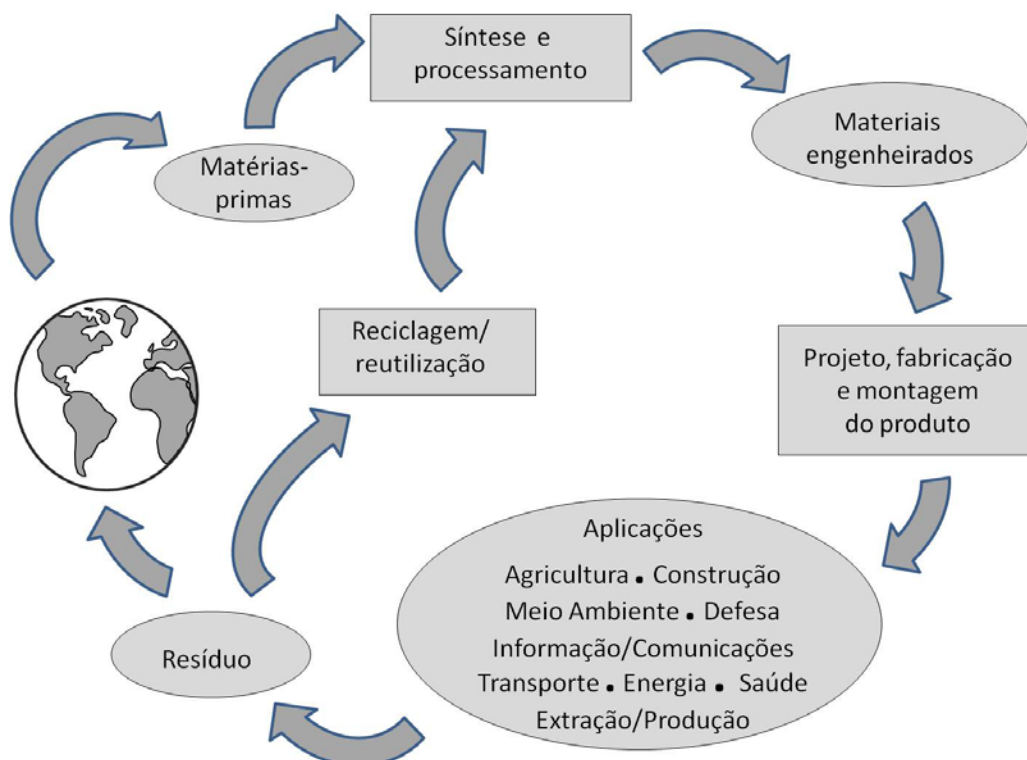 Síntese e
processamento
Matérias-
primas
Materiais
engenheirados
Reciclagem/
reutilização
Projeto, fabricação
e montagem
do produto
Aplicações
Agricultura . Construção
Meio Ambiente . Defesa
Informação/Comunicações
Transporte . Energia . Saúde
Extração/Produção
Resíduo